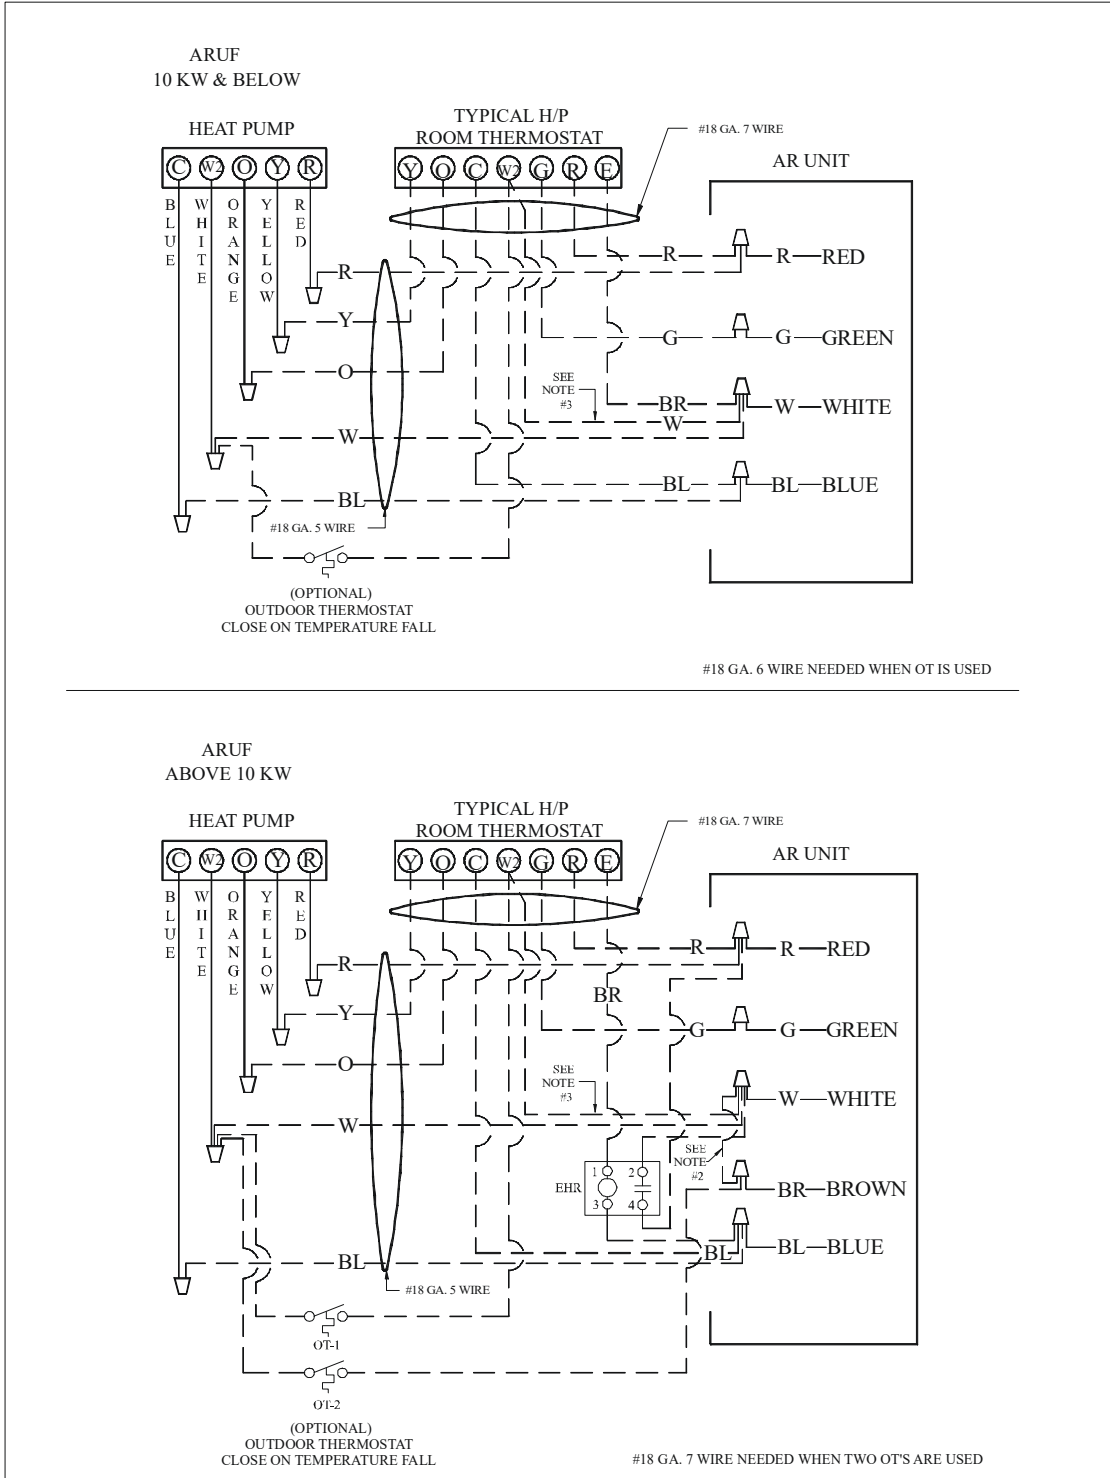 ARUF
10 KW & BELOW
HEAT PUMP
TYPICAL H/P
ROOM THERMOSTAT
#18 GA. 7 WIRE
AR UNIT
C W2 O Y R
Y O C W2 G R E
BLUE
WHITE
ORANGE
YELLOW
RED
R
R
R RED
Y
G
G GREEN
O
SEE
NOTE
#3
BR
W
W WHITE
W
BL
BL BLUE
BL
#18 GA. 5 WIRE
(OPTIONAL)
OUTDOOR THERMOSTAT
CLOSE ON TEMPERATURE FALL
#18 GA. 6 WIRE NEEDED WHEN OT IS USED
ARUF
ABOVE 10 KW
HEAT PUMP
TYPICAL H/P
ROOM THERMOSTAT
#18 GA. 7 WIRE
AR UNIT
C W2 O Y R
Y O C W2 G R E
BLUE
WHITE
ORANGE
YELLOW
RED
R
R
R RED
BR
Y
G
G GREEN
O
SEE
NOTE
#3
W WHITE
W
SEE
NOTE
#2
EHR
1 2
3 4
BR BROWN
BL
BL BLUE
BL
#18 GA. 5 WIRE
OT-1
OT-2
(OPTIONAL)
OUTDOOR THERMOSTAT
CLOSE ON TEMPERATURE FALL
#18 GA. 7 WIRE NEEDED WHEN TWO OT'S ARE USED